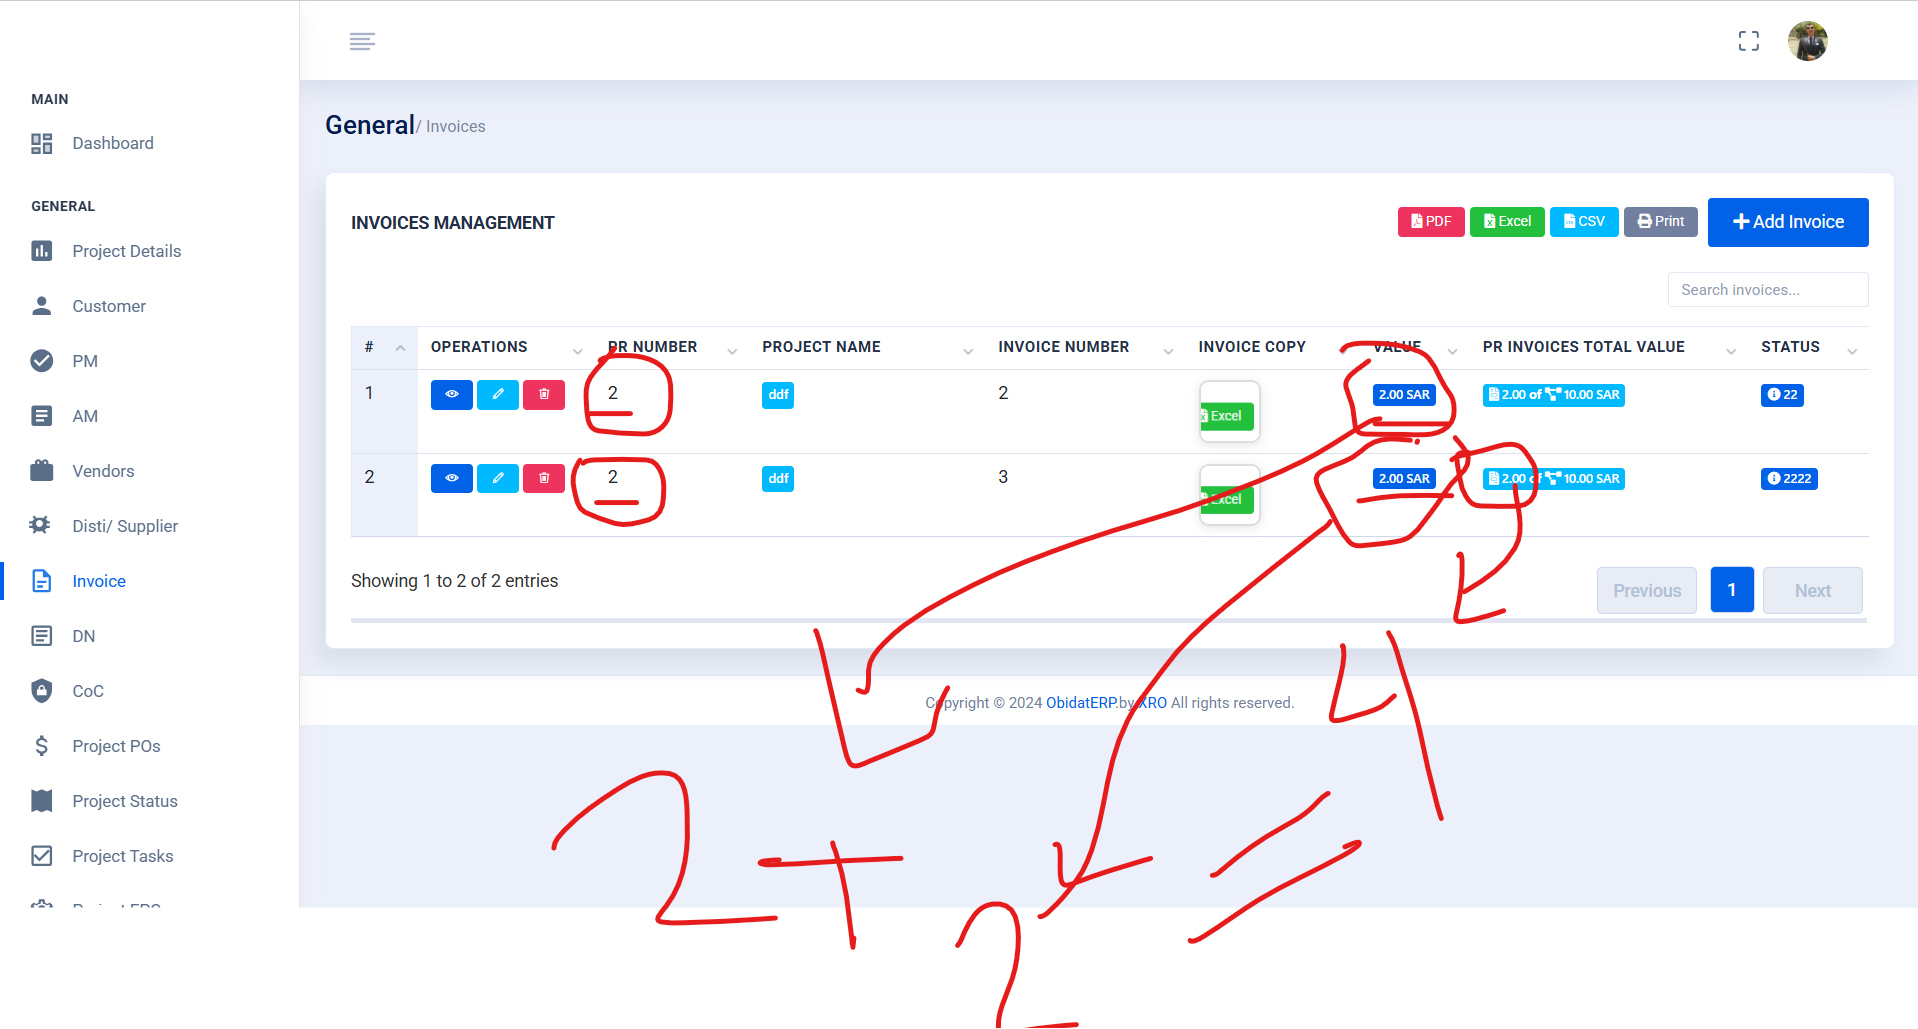 MAIN
Dashboard
GENERAL
Project Details
Customer
PM
AM
Vendors
Disti/ Supplier
Invoice
DN
CoC
Project POs
Project Status
Project Tasks
General/ Invoices
INVOICES MANAGEMENT
PDF Excel CSV Print Add Invoice
Search invoices...
# OPERATIONS PR NUMBER PROJECT NAME INVOICE NUMBER INVOICE COPY VALUE PR INVOICES TOTAL VALUE STATUS
1 2 ddf 2 Excel 2.00 SAR 2.00 of 10.00 SAR 22
2 2 ddf 3 Excel 2.00 SAR 2.00 of 10.00 SAR 2222
Showing 1 to 2 of 2 entries
Previous 1 Next
Copyright © 2024 ObidatERP.by XRO All rights reserved.
2 + 2 = 4